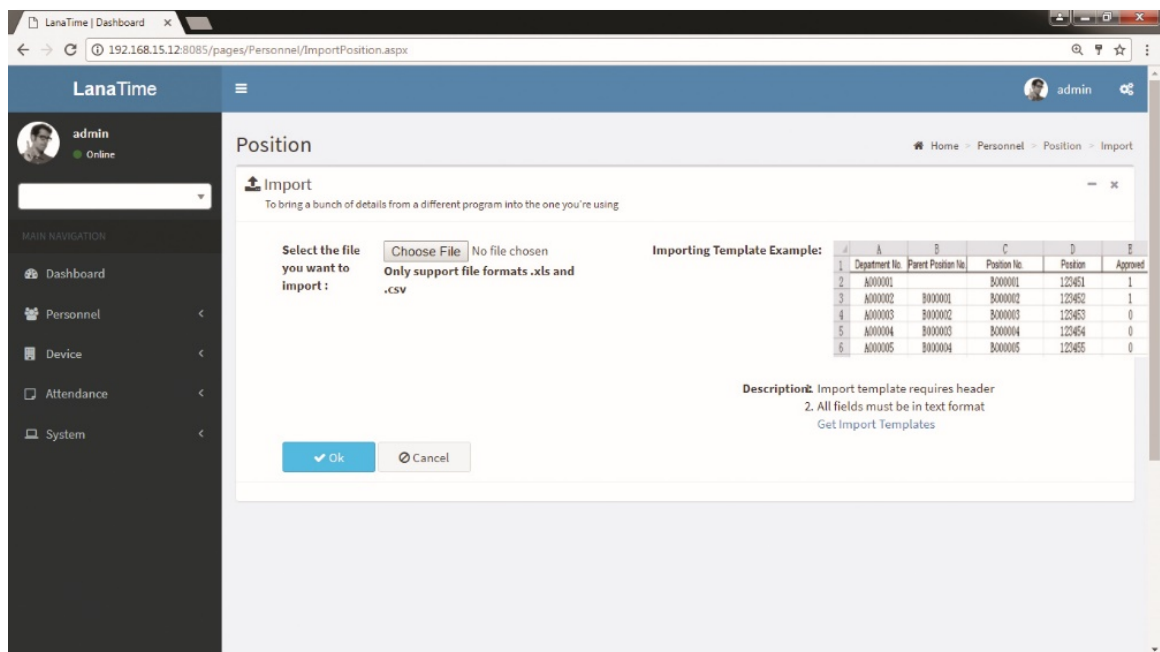 LanaTime | Dashboard
192.168.15.12:8085/pages/Personnel/ImportPosition.aspx
LanaTime
admin
admin
Online
Position
Home > Personnel > Position > Import
Import
To bring a bunch of details from a different program into the one you're using
MAIN NAVIGATION
Dashboard
Personnel
Device
Attendance
System
Select the file you want to import :
Choose File No file chosen
Only support file formats .xls and .csv
Importing Template Example:
A B C D E
1 Department No. Parent Position No. Position No. Position Approved
2 A000001 B000001 123451 1
3 A000002 B000001 B000002 123452 1
4 A000003 B000002 B000003 123453 0
5 A000004 B000003 B000004 123454 0
6 A000005 B000004 B000005 123455 0
Description: Import template requires header
2. All fields must be in text format
Get Import Templates
Ok
Cancel